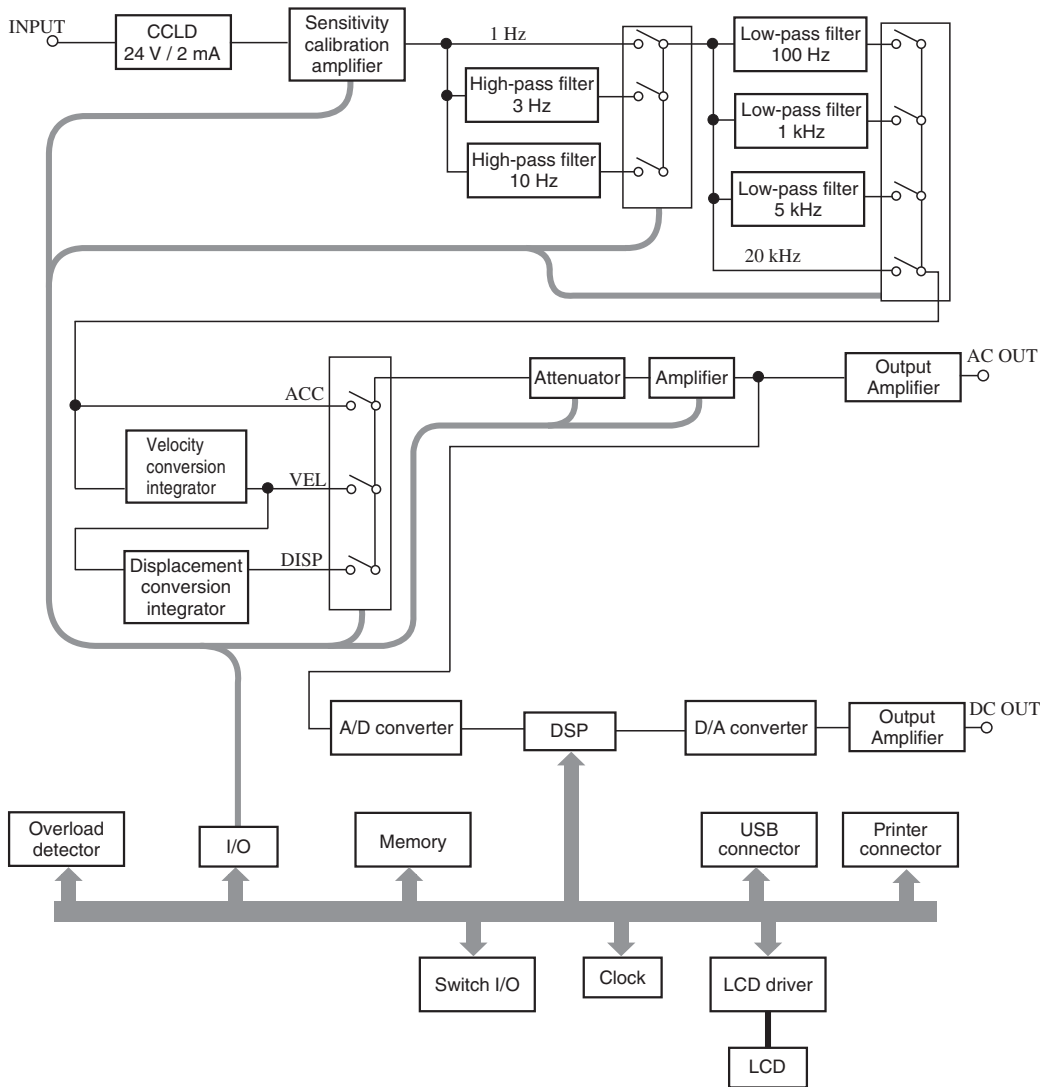 INPUT
CCLD
24 V / 2 mA
Sensitivity
calibration
amplifier
1 Hz
High-pass filter
3 Hz
High-pass filter
10 Hz
Low-pass filter
100 Hz
Low-pass filter
1 kHz
Low-pass filter
5 kHz
20 kHz
ACC
Velocity
conversion
integrator
VEL
Displacement
conversion
integrator
DISP
Attenuator
Amplifier
Output
Amplifier
AC OUT
A/D converter
DSP
D/A converter
Output
Amplifier
DC OUT
Overload
detector
I/O
Memory
USB
connector
Printer
connector
Switch I/O
Clock
LCD driver
LCD